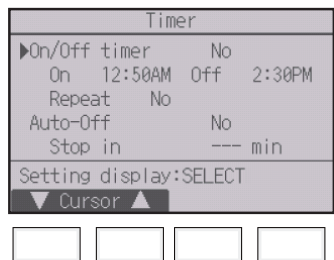 Timer
▶On/Off timer No
On 12:50AM Off 2:30PM
Repeat No
Auto-Off No
Stop in --- min
Setting display:SELECT
▼ Cursor ▲